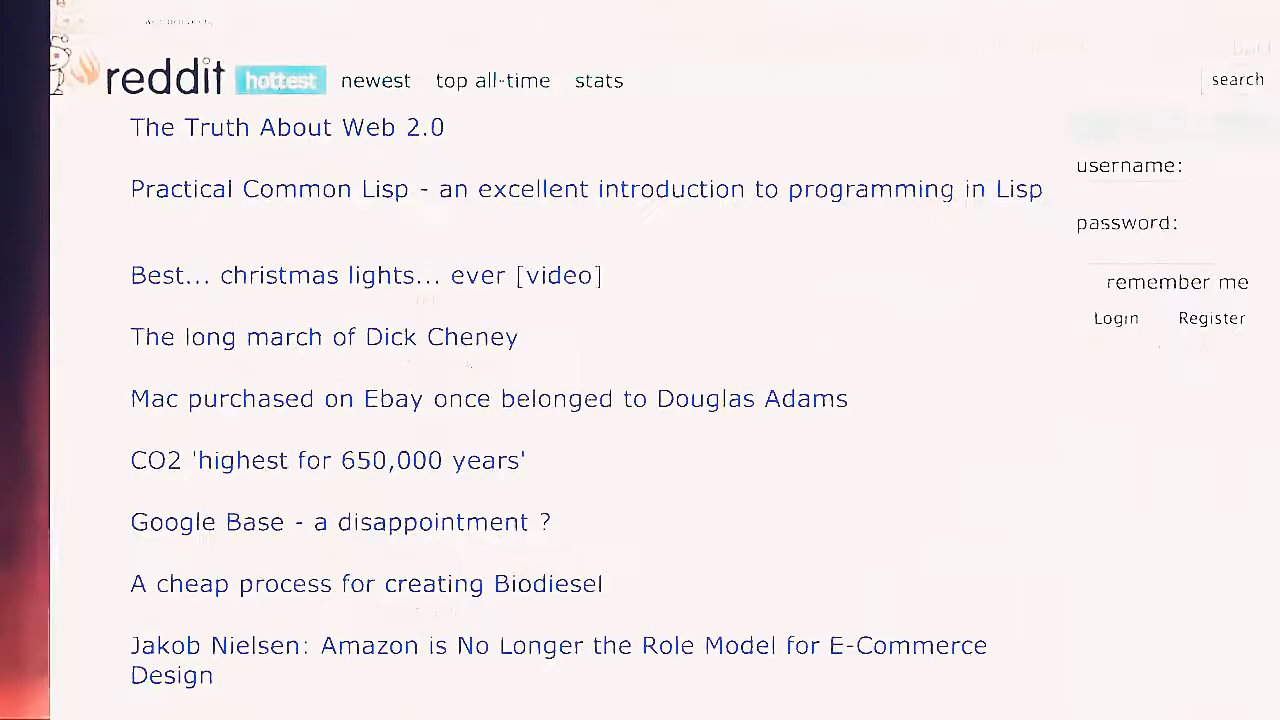 reddit hottest newest top all-time stats search
The Truth About Web 2.0
username:
Practical Common Lisp - an excellent introduction to programming in Lisp
password:
Best... christmas lights... ever [video]
remember me
Login Register
The long march of Dick Cheney
Mac purchased on Ebay once belonged to Douglas Adams
CO2 'highest for 650,000 years'
Google Base - a disappointment ?
A cheap process for creating Biodiesel
Jakob Nielsen: Amazon is No Longer the Role Model for E-Commerce
Design